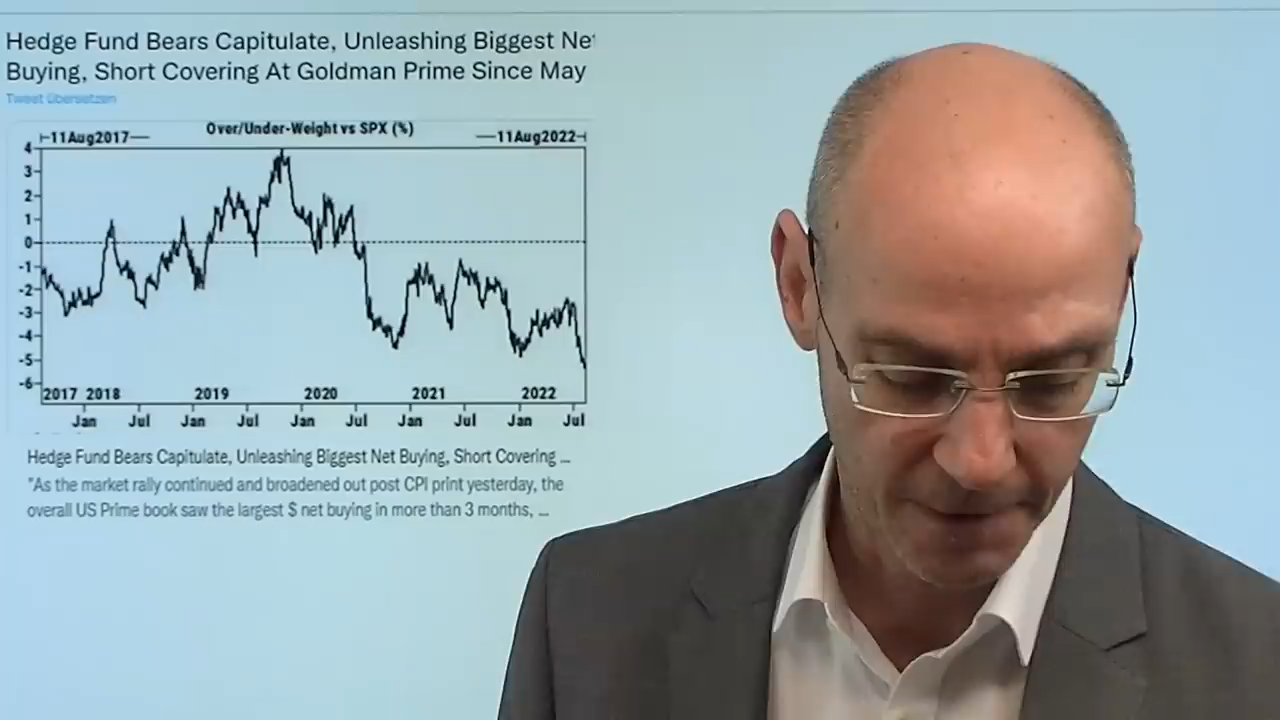 Hedge Fund Bears Capitulate, Unleashing Biggest Net
Buying, Short Covering At Goldman Prime Since May
Tweet übersetzen
11Aug2017
Over/Under-Weight vs SPX (%)
11Aug2022
4
3
2
1
0
-1
-2
-3
-4
-5
-6
2017 2018 2019 2020 2021 2022
Jan Jul Jan Jul Jan Jul Jan Jul Jan Jul
Hedge Fund Bears Capitulate, Unleashing Biggest Net Buying, Short Covering ...
"As the market rally continued and broadened out post CPI print yesterday, the
overall US Prime book saw the largest $ net buying in more than 3 months, ...